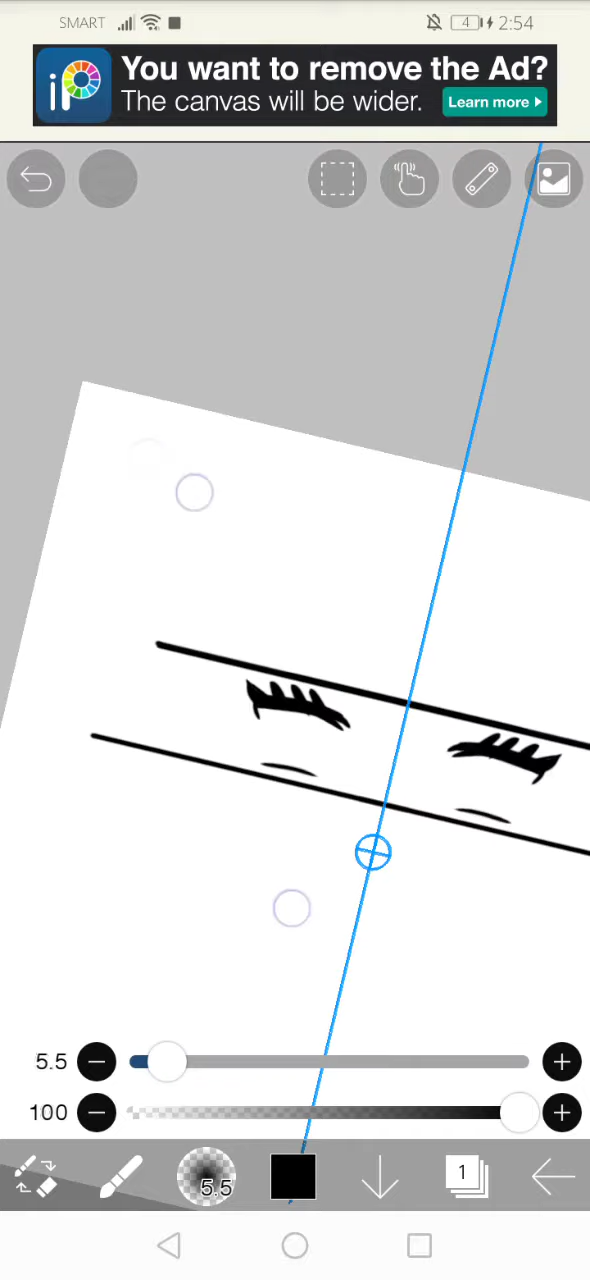 SMART 4 2:54
iP You want to remove the Ad?
The canvas will be wider. Learn more
5.5
100
5.5 1